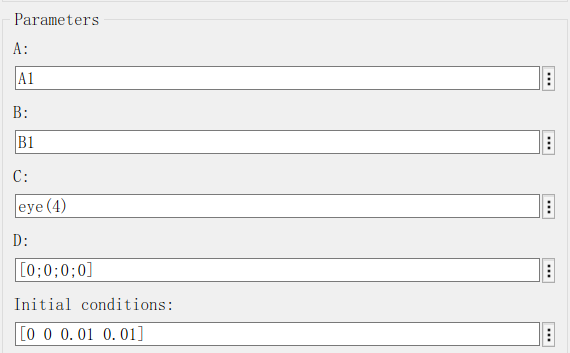 Parameters
A:
A1
B:
B1
C:
eye(4)
D:
[0;0;0;0]
Initial conditions:
[0 0 0.01 0.01]